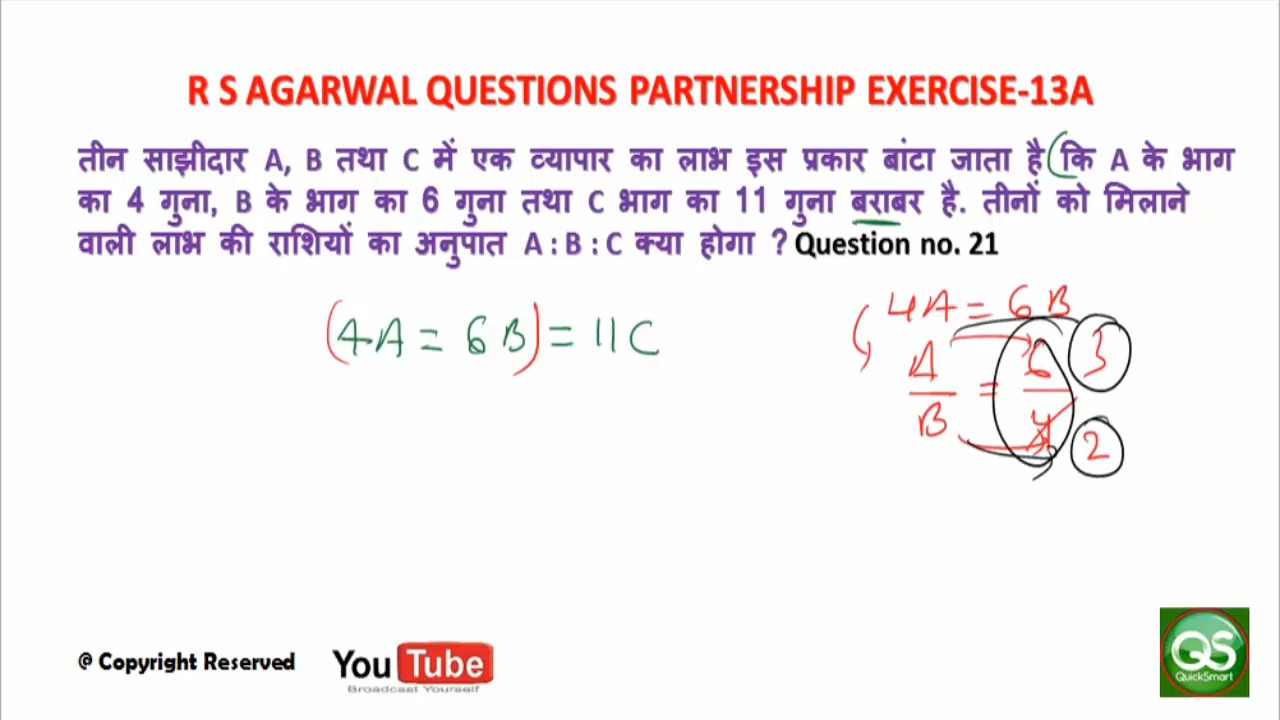 R S AGARWAL QUESTIONS PARTNERSHIP EXERCISE-13A
तीन साझीदार A, B तथा C में एक व्यापार का लाभ इस प्रकार बांटा जाता है (कि A के भाग
का 4 गुना, B के भाग का 6 गुना तथा C भाग का 11 गुना बराबर है. तीनों को मिलाने
वाली लाभ की राशियों का अनुपात A : B : C क्या होगा ? Question no. 21
(4A = 6B) = 11C
4A = 6B
A/B = 6/4
3
2
@ Copyright Reserved
YouTube
Broadcast Yourself
QS
QuickSmart